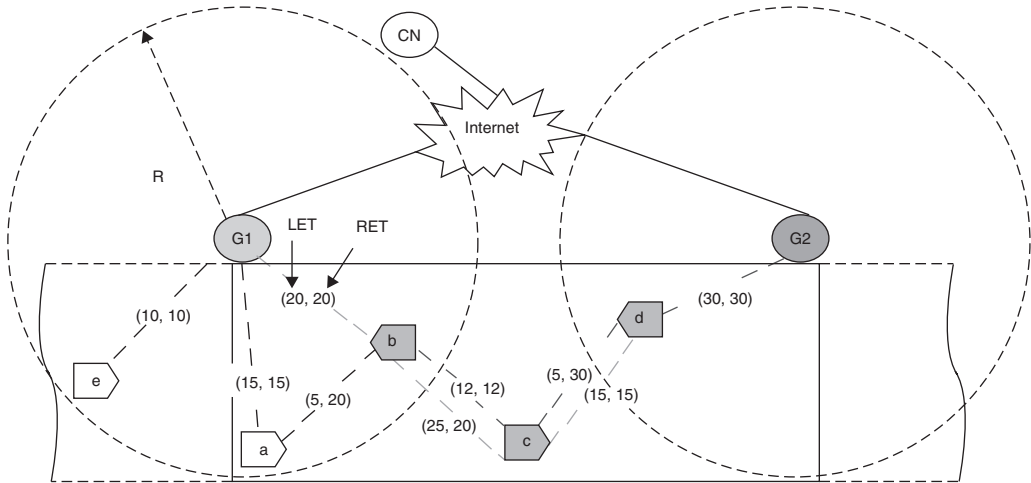 CN
Internet
R
G1
LET
RET
G2
(20, 20)
(30, 30)
(10, 10)
d
b
e
(15, 15)
(5, 20)
(12, 12)
(5, 30)
(15, 15)
(25, 20)
a
c